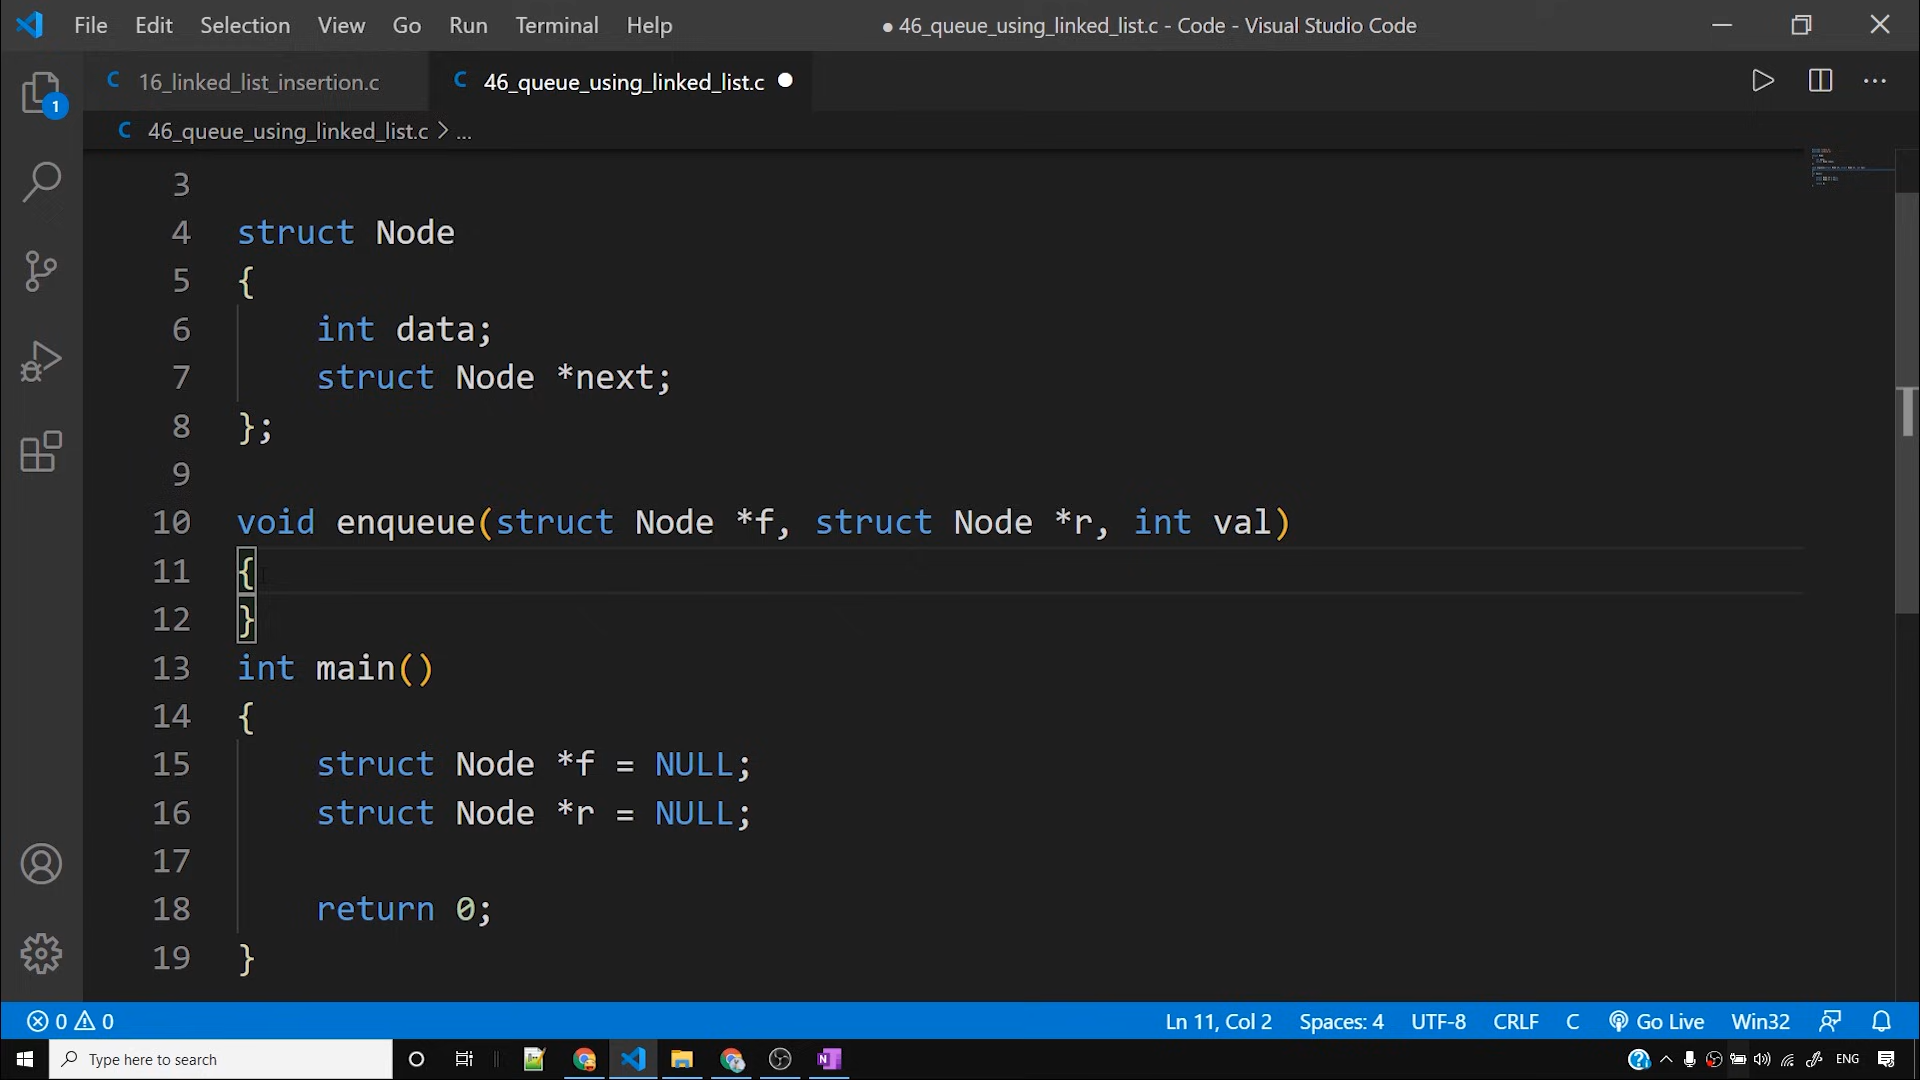 File Edit Selection View Go Run Terminal Help ● 46_queue_using_linked_list.c - Code - Visual Studio Code
C 16_linked_list_insertion.c C 46_queue_using_linked_list.c ●
C 46_queue_using_linked_list.c > ...
1
3
4 struct Node
5 {
6 int data;
7 struct Node *next;
8 };
9
10 void enqueue(struct Node *f, struct Node *r, int val)
11 {
12 }
13 int main()
14 {
15 struct Node *f = NULL;
16 struct Node *r = NULL;
17
18 return 0;
19 }
0 0 Ln 11, Col 2 Spaces: 4 UTF-8 CRLF C Go Live Win32
Type here to search ENG